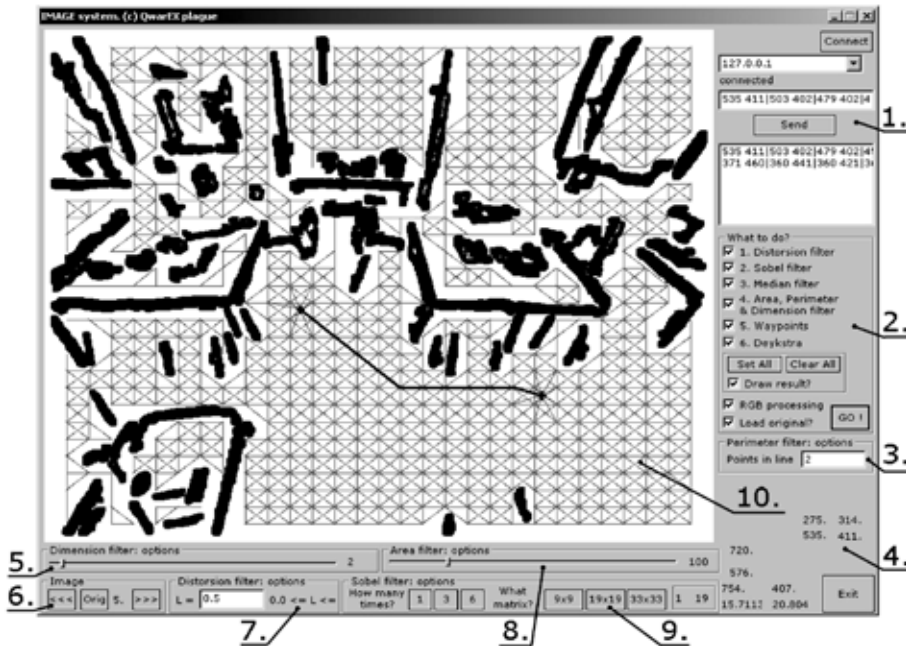 IMAGE system. (c) QwarEX plague
Connect
127.0.0.1
connected
535 411|503 402|479 402|4
1.
Send
535 411|503 402|479 402|4
371 460|360 441|360 421|3
What to do?
1. Distorsion filter
2. Sobel filter
3. Median filter
4. Area, Perimeter
& Dimension filter
2.
5. Waypoints
6. Deykstra
Set All Clear All
Draw result?
RGB processing
Load original?
GO !
Perimeter filter: options
Points in line 2
3.
10.
275. 314.
535. 411.
4.
720.
576.
754. 407.
15.7113 20.804
Exit
5.
Dimension filter: options
2
Area filter: options
100
6.
Image
<<< Orig 5. >>>
Distorsion filter: options
L = 0.5 0.0 <= L <=
Sobel filter: options
How many
times?
1 3 6
What
matrix?
9x9 19x19 33x33 1 19
7.
8.
9.